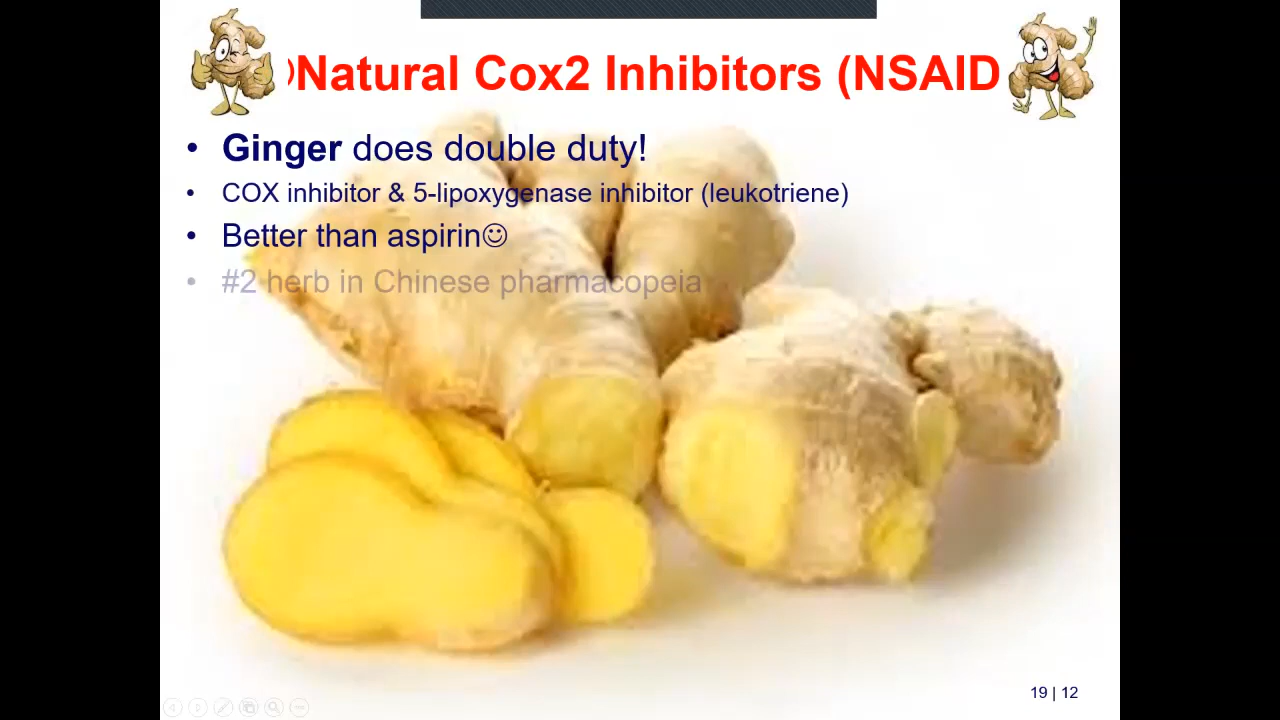 Natural Cox2 Inhibitors (NSAID
• Ginger does double duty!
• COX inhibitor & 5-lipoxygenase inhibitor (leukotriene)
• Better than aspirin☺
• #2 herb in Chinese pharmacopeia
19 | 12